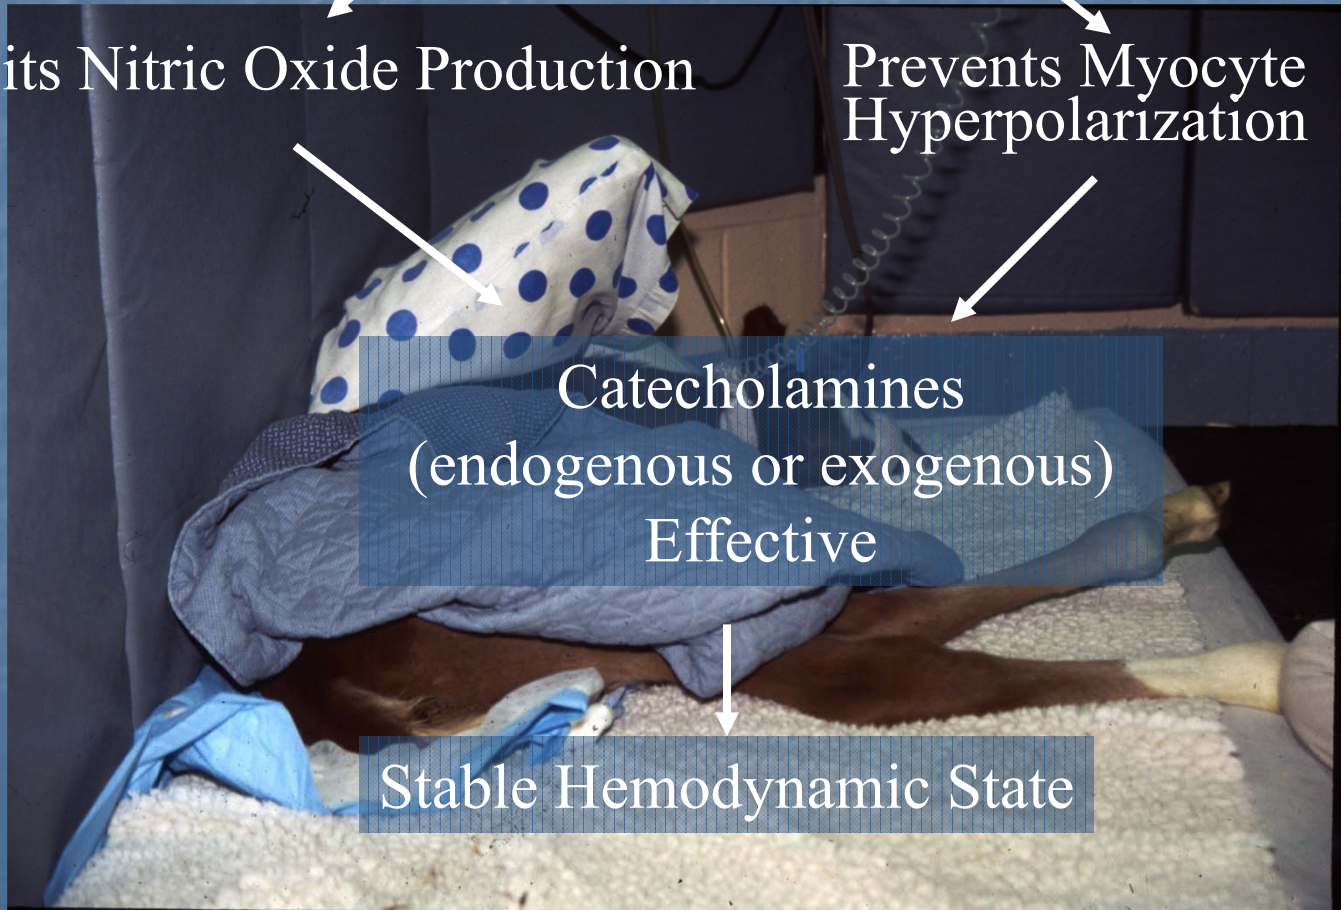 its Nitric Oxide Production
Prevents Myocyte
Hyperpolarization
Catecholamines
(endogenous or exogenous)
Effective
Stable Hemodynamic State